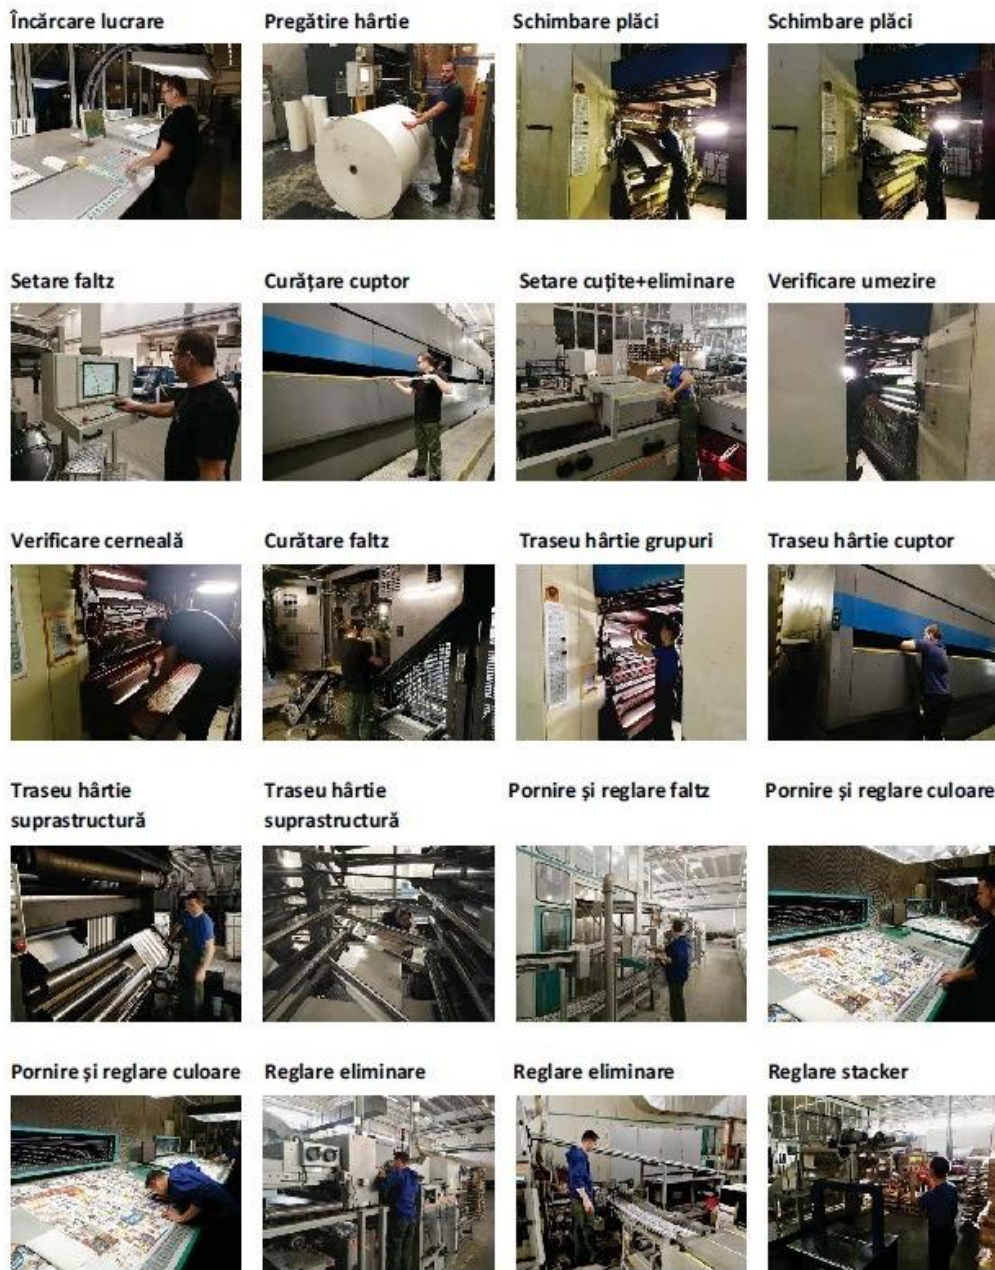 Încărcare lucrare
Pregătire hârtie
Schimbare plăci
Schimbare plăci
Setare faltz
Curățare cuptor
Setare cuțite+eliminare
Verificare umezire
Verificare cerneală
Curătare faltz
Traseu hârtie grupuri
Traseu hârtie cuptor
Traseu hârtie
suprastructură
Traseu hârtie
suprastructură
Pornire și reglare faltz
Pornire și reglare culoare
Pornire și reglare culoare
Reglare eliminare
Reglare eliminare
Reglare stacker